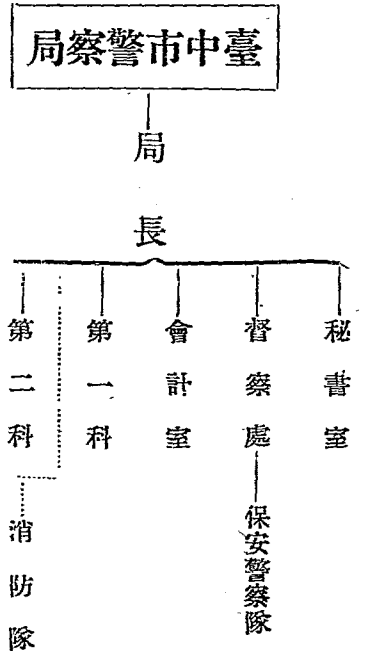 局察警市中臺
局長
秘書室
督察處
保安警察隊
會計室
第一科
第二科
消防隊